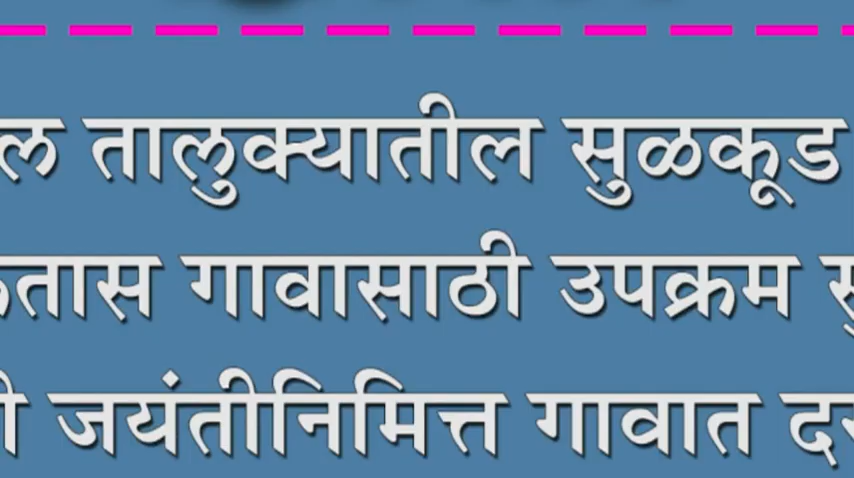 तालुक्यातील सुळकूड
तास गावासाठी उपक्रम
जयंतीनिमित्त गावात